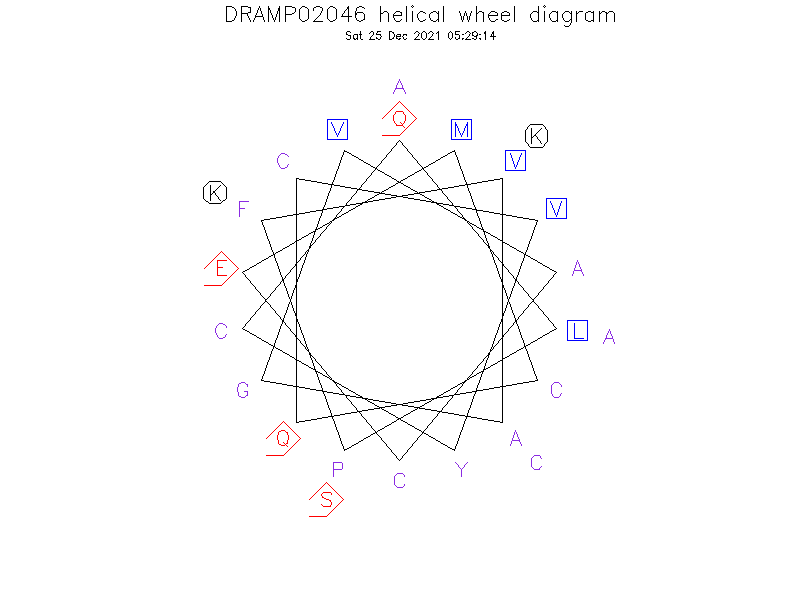 DRAMP02046 helical wheel diagram
Sat 25 Dec 2021 05:29:14
A
Q
V
M
K
V
C
K
F
V
E
A
C
L
A
G
C
Q
A
C
P
Y
C
S